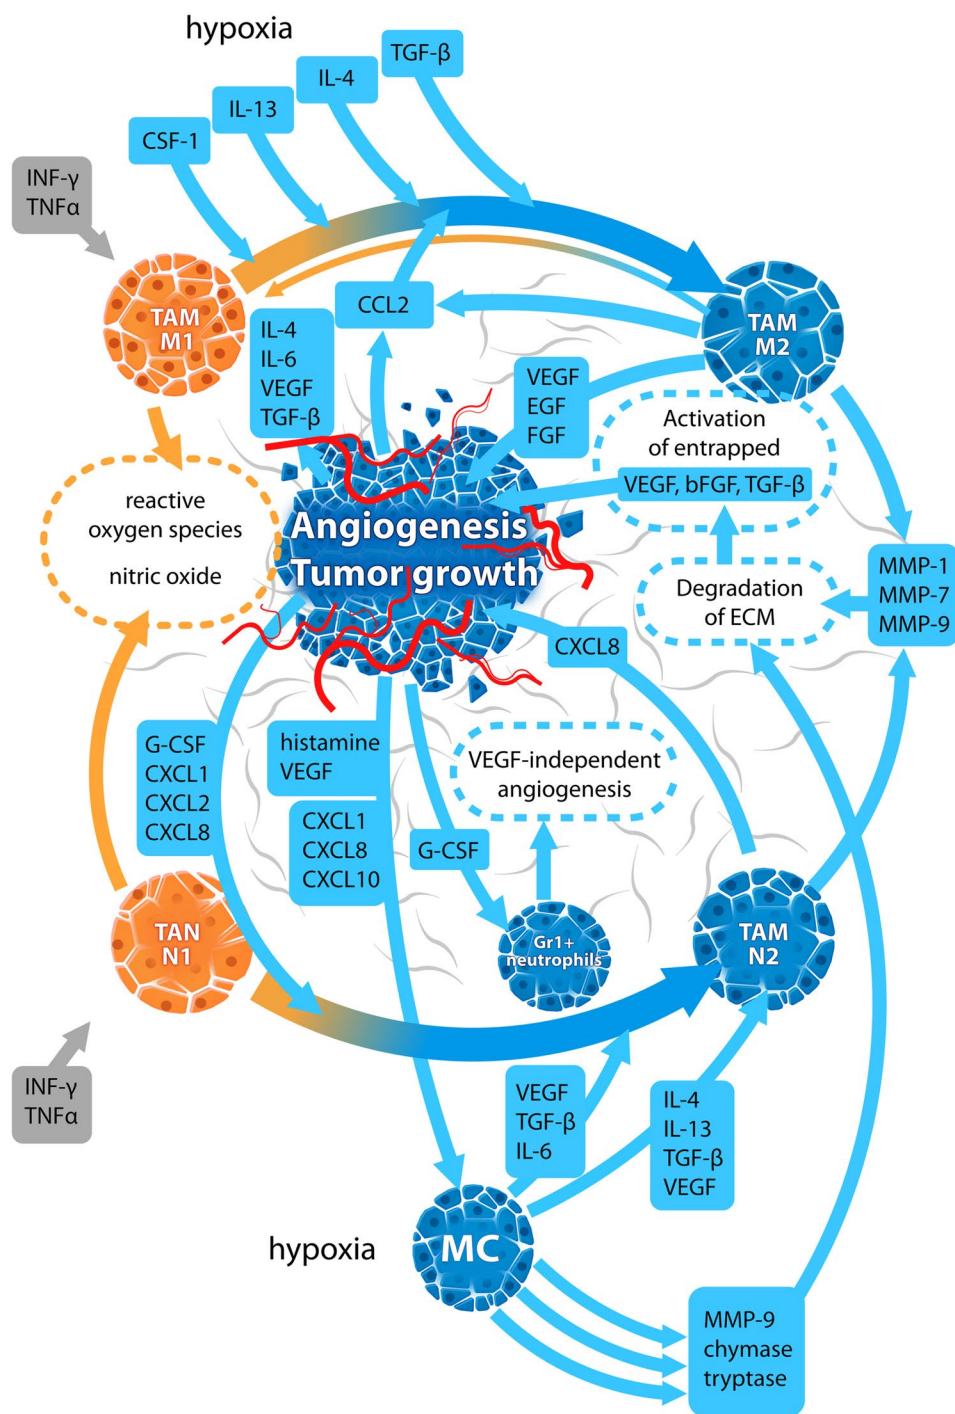 hypoxia
TGF-β
IL-4
IL-13
CSF-1
INF-γ
TNFα
TAM
M1
CCL2
TAM
M2
IL-4
IL-6
VEGF
TGF-β
VEGF
EGF
FGF
Activation
of entrapped
VEGF, bFGF, TGF-β
reactive
oxygen species
nitric oxide
Angiogenesis
Tumor growth
Degradation
of ECM
MMP-1
MMP-7
MMP-9
CXCL8
G-CSF
CXCL1
CXCL2
CXCL8
histamine
VEGF
CXCL1
CXCL8
CXCL10
VEGF-independent
angiogenesis
G-CSF
TAN
N1
Gr1+
neutrophils
TAM
N2
INF-γ
TNFα
VEGF
TGF-β
IL-6
IL-4
IL-13
TGF-β
VEGF
hypoxia
MC
MMP-9
chymase
tryptase